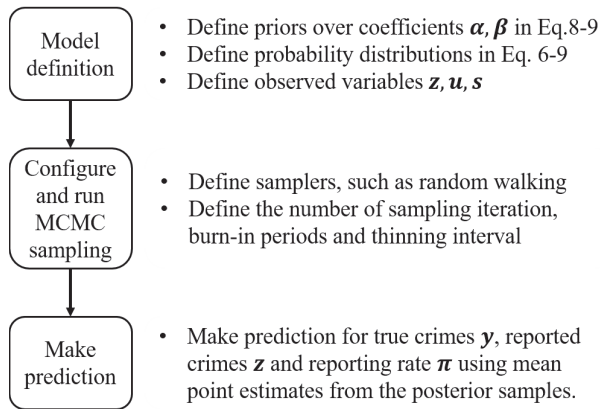 Model
definition
• Define priors over coefficients α, β in Eq.8-9
• Define probability distributions in Eq. 6-9
• Define observed variables z, u, s
Configure
and run
MCMC
sampling
• Define samplers, such as random walking
• Define the number of sampling iteration,
burn-in periods and thinning interval
Make
prediction
• Make prediction for true crimes y, reported
crimes z and reporting rate π using mean
point estimates from the posterior samples.